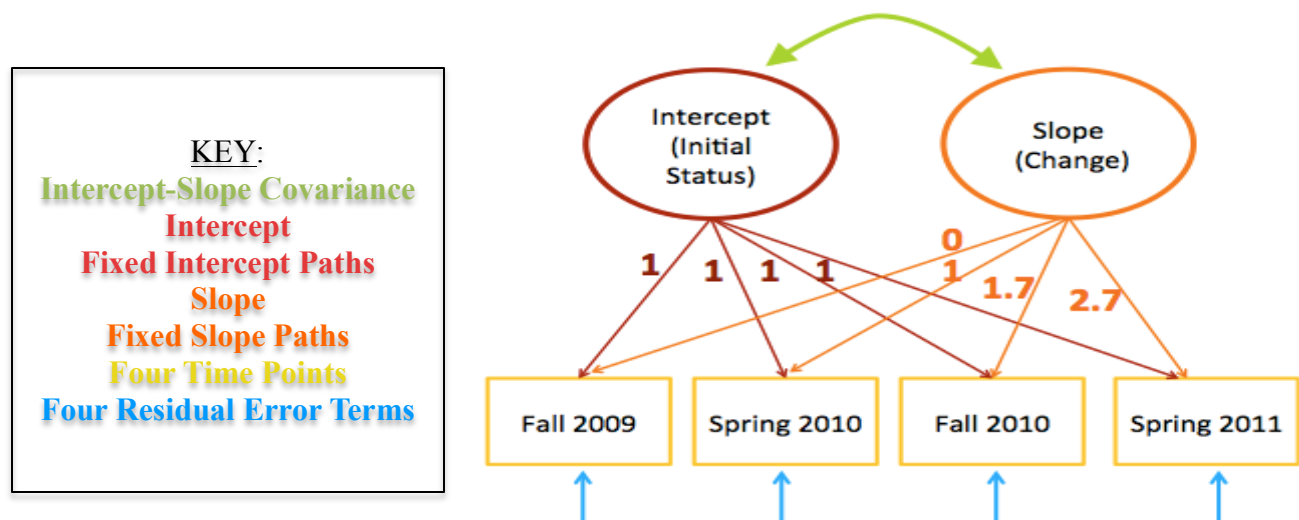 KEY:
Intercept-Slope Covariance
Intercept
Fixed Intercept Paths
Slope
Fixed Slope Paths
Four Time Points
Four Residual Error Terms
Intercept
(Initial
Status)
Slope
(Change)
1
1
1
1
0
1
1.7
2.7
Fall 2009
Spring 2010
Fall 2010
Spring 2011